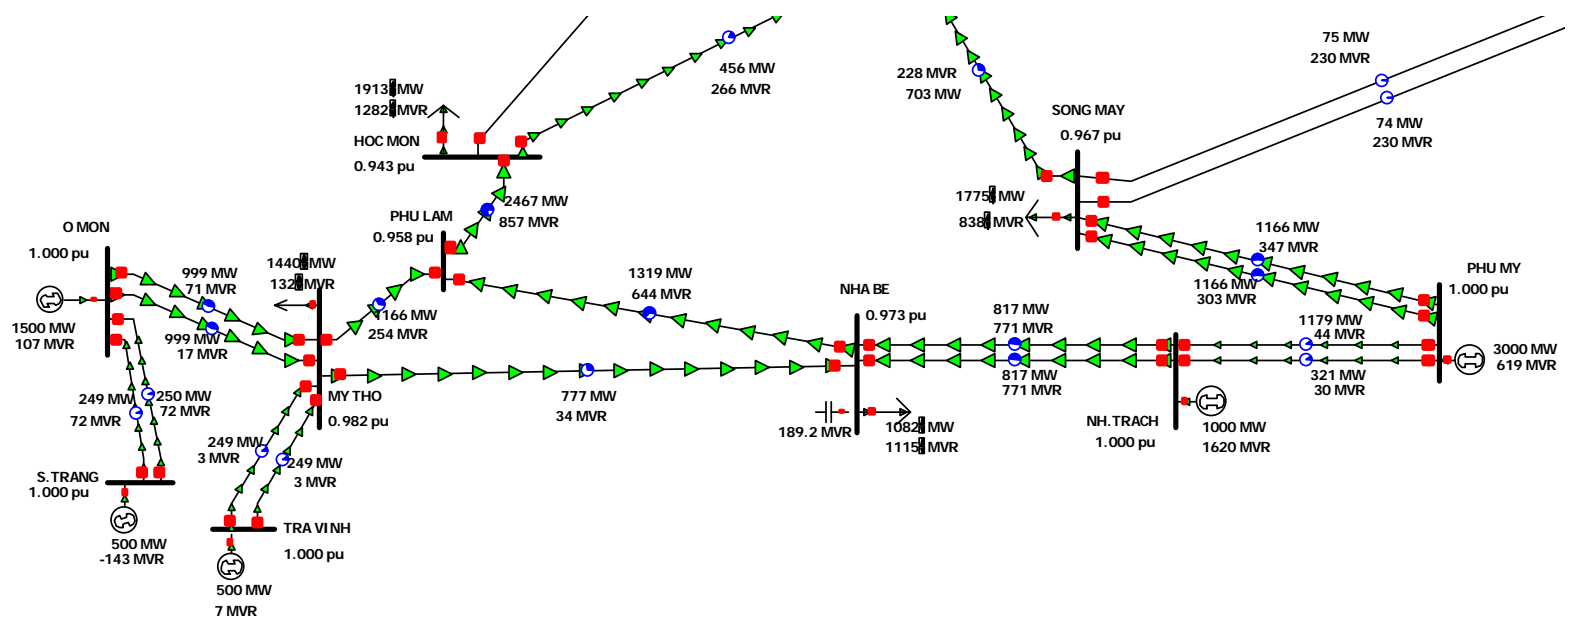 75 MW
230 MVR
456 MW
266 MVR
228 MVR
703 MW
1913 MW
1282 MVR
SONG MAY
0.967 pu
74 MW
230 MVR
HOC MON
0.943 pu
1775 MW
838 MVR
2467 MW
857 MVR
PHU LAM
0.958 pu
1166 MW
347 MVR
1166 MW
303 MVR
PHU MY
1.000 pu
O MON
1.000 pu
999 MW
71 MVR
1440 MW
132 MVR
1319 MW
644 MVR
NHA BE
0.973 pu
817 MW
771 MVR
1179 MW
44 MVR
1166 MW
254 MVR
1500 MW
107 MVR
999 MW
17 MVR
3000 MW
619 MVR
817 MW
771 MVR
321 MW
30 MVR
249 MW
72 MVR
250 MW
72 MVR
MY THO
0.982 pu
777 MW
34 MVR
189.2 MVR
1082 MW
1115 MVR
NH.TRACH
1.000 pu
1000 MW
1620 MVR
249 MW
3 MVR
249 MW
3 MVR
S.TRANG
1.000 pu
500 MW
-143 MVR
TRA VINH
1.000 pu
500 MW
7 MVR